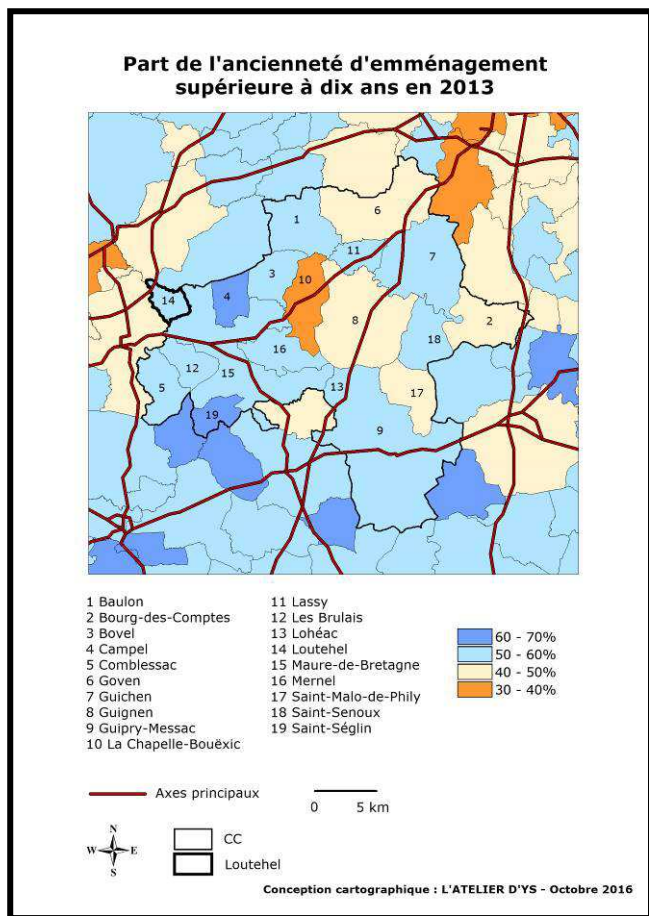 Part de l'ancienneté d'emménagement
supérieure à dix ans en 2013
6
1
11
7
3
10
4
14
8
2
18
16
12
15
5
13
17
19
9
1 Baulon
2 Bourg-des-Comptes
3 Bovel
4 Campel
5 Comblessac
6 Goven
7 Guichen
8 Guignen
9 Guipry-Messac
10 La Chapelle-Bouëxic
11 Lassy
12 Les Brulais
13 Lohéac
14 Loutehel
15 Maure-de-Bretagne
16 Mernel
17 Saint-Malo-de-Phily
18 Saint-Senoux
19 Saint-Séglin
60 - 70%
50 - 60%
40 - 50%
30 - 40%
Axes principaux
0 5 km
N
W E
S
CC
Loutehel
Conception cartographique : L'ATELIER D'YS - Octobre 2016